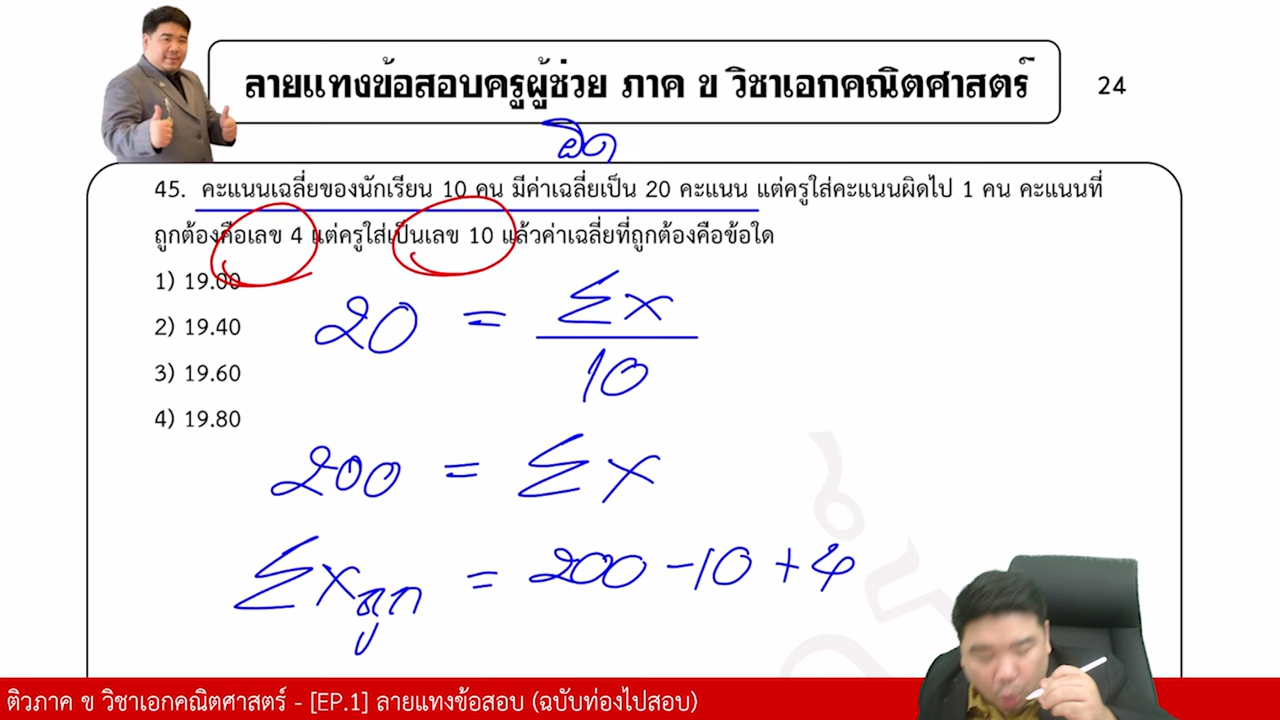 ลายแทงข้อสอบครูผู้ช่วย ภาค ข วิชาเอกคณิตศาสตร์
24
ผิด
45. คะแนนเฉลี่ยของนักเรียน 10 คน มีค่าเฉลี่ยเป็น 20 คะแนน แต่ครูใส่คะแนนผิดไป 1 คน คะแนนที่
ถูกต้องคือเลข 4 แต่ครูใส่เป็นเลข 10 แล้วค่าเฉลี่ยที่ถูกต้องคือข้อใด
1) 19.00
2) 19.40
3) 19.60
4) 19.80
20 = Σx
10
200 = Σx
Σxถูก = 200 - 10 + 4
ติวภาค ข วิชาเอกคณิตศาสตร์ - [EP.1] ลายแทงข้อสอบ (ฉบับท่องไปสอบ)